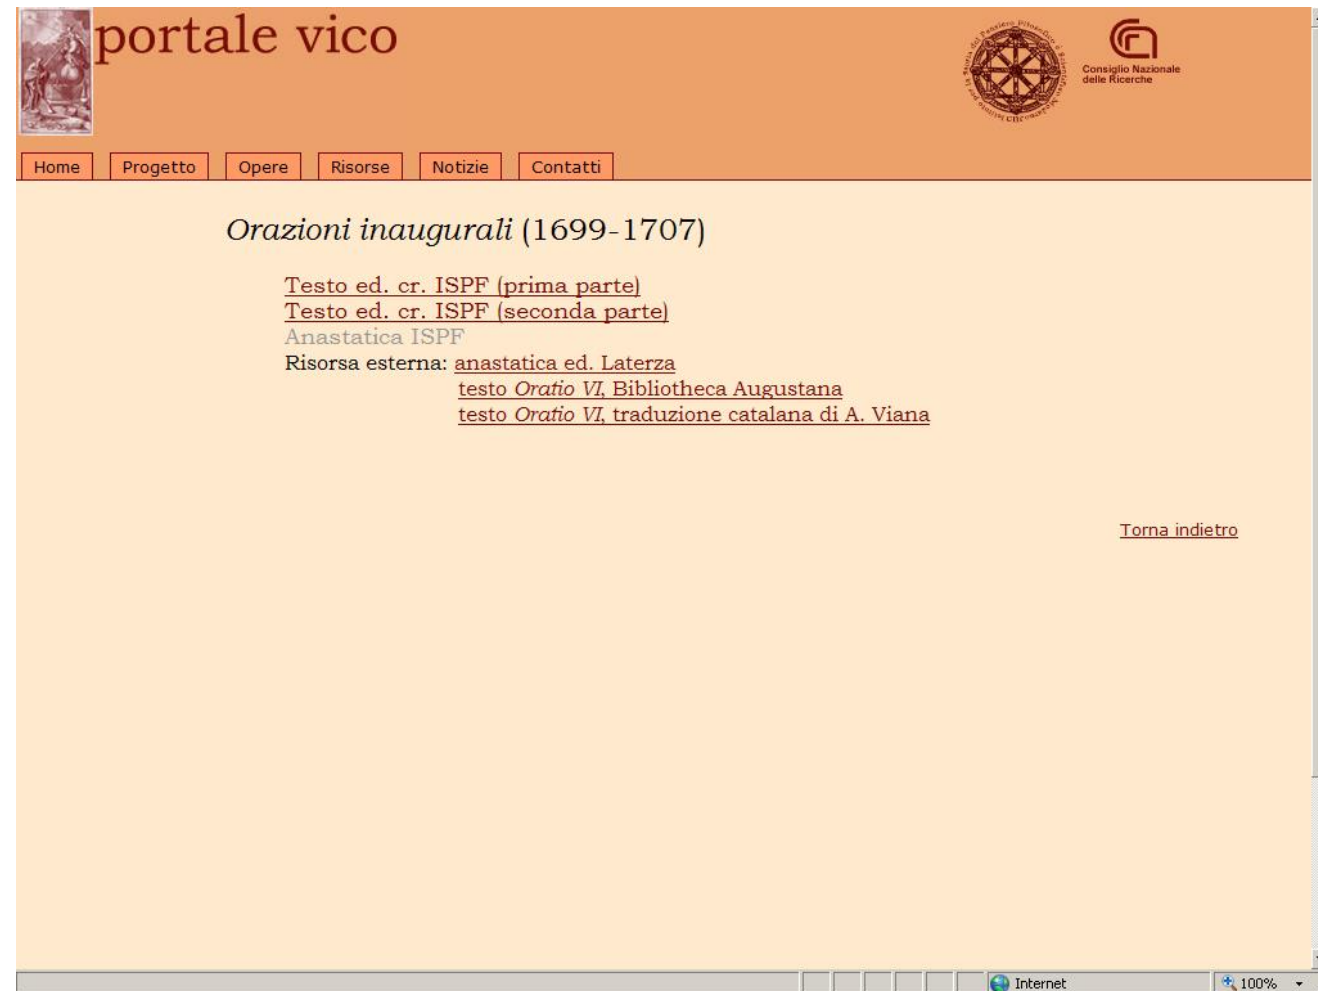 portale vico
Consiglio Nazionale
delle Ricerche
Home Progetto Opere Risorse Notizie Contatti
Orazioni inaugurali (1699-1707)
Testo ed. cr. ISPF (prima parte)
Testo ed. cr. ISPF (seconda parte)
Anastatica ISPF
Risorsa esterna: anastatica ed. Laterza
testo Oratio VI, Bibliotheca Augustana
testo Oratio VI, traduzione catalana di A. Viana
Torna indietro
Internet 100%